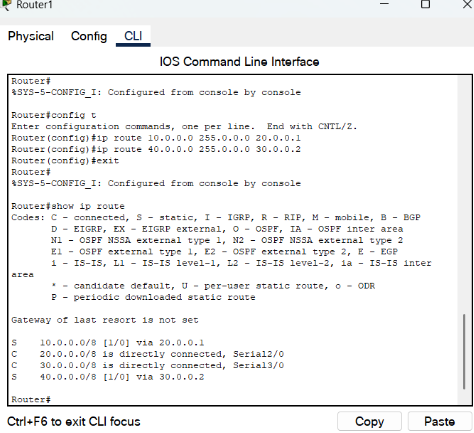 Router1
Physical Config CLI
IOS Command Line Interface
Router#
%SYS-5-CONFIG_I: Configured from console by console
Router#config t
Enter configuration commands, one per line. End with CNTL/Z.
Router(config)#ip route 10.0.0.0 255.0.0.0 20.0.0.1
Router(config)#ip route 40.0.0.0 255.0.0.0 30.0.0.2
Router(config)#exit
Router#
%SYS-5-CONFIG_I: Configured from console by console
Router#show ip route
Codes: C - connected, S - static, I - IGRP, R - RIP, M - mobile, B - BGP
D - EIGRP, EX - EIGRP external, O - OSPF, IA - OSPF inter area
N1 - OSPF NSSA external type 1, N2 - OSPF NSSA external type 2
E1 - OSPF external type 1, E2 - OSPF external type 2, E - EGP
i - IS-IS, L1 - IS-IS level-1, L2 - IS-IS level-2, ia - IS-IS inter
area
* - candidate default, U - per-user static route, o - ODR
P - periodic downloaded static route
Gateway of last resort is not set
S 10.0.0.0/8 [1/0] via 20.0.0.1
C 20.0.0.0/8 is directly connected, Serial2/0
C 30.0.0.0/8 is directly connected, Serial3/0
S 40.0.0.0/8 [1/0] via 30.0.0.2
Router#
Ctrl+F6 to exit CLI focus
Copy Paste